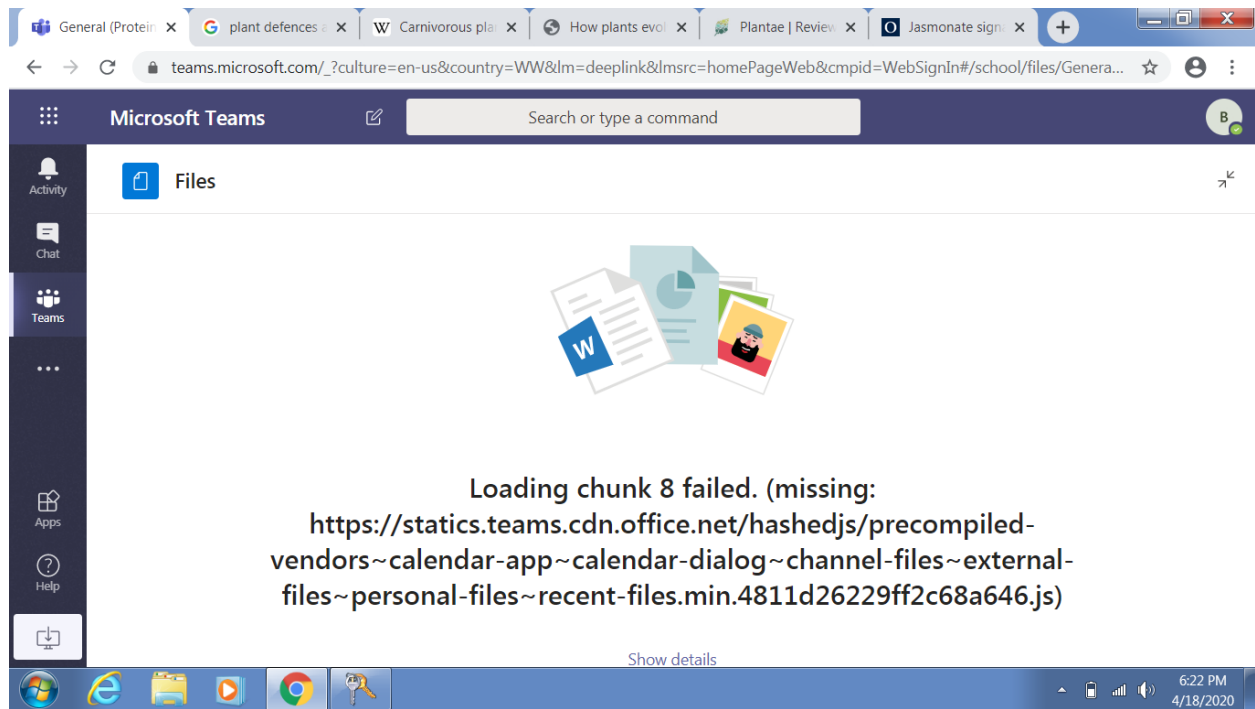 General (Protein
plant defences a
Carnivorous pla
How plants evol
Plantae | Review
Jasmonate signa
teams.microsoft.com/_?culture=en-us&country=WW&lm=deeplink&lmsrc=homePageWeb&cmpid=WebSignIn#/school/files/Genera...
Microsoft Teams
Search or type a command
B
Activity
Files
Chat
Teams
W
Loading chunk 8 failed. (missing:
https://statics.teams.cdn.office.net/hashedjs/precompiled-
vendors~calendar-app~calendar-dialog~channel-files~external-
files~personal-files~recent-files.min.4811d26229ff2c68a646.js)
Apps
Help
Show details
6:22 PM
4/18/2020